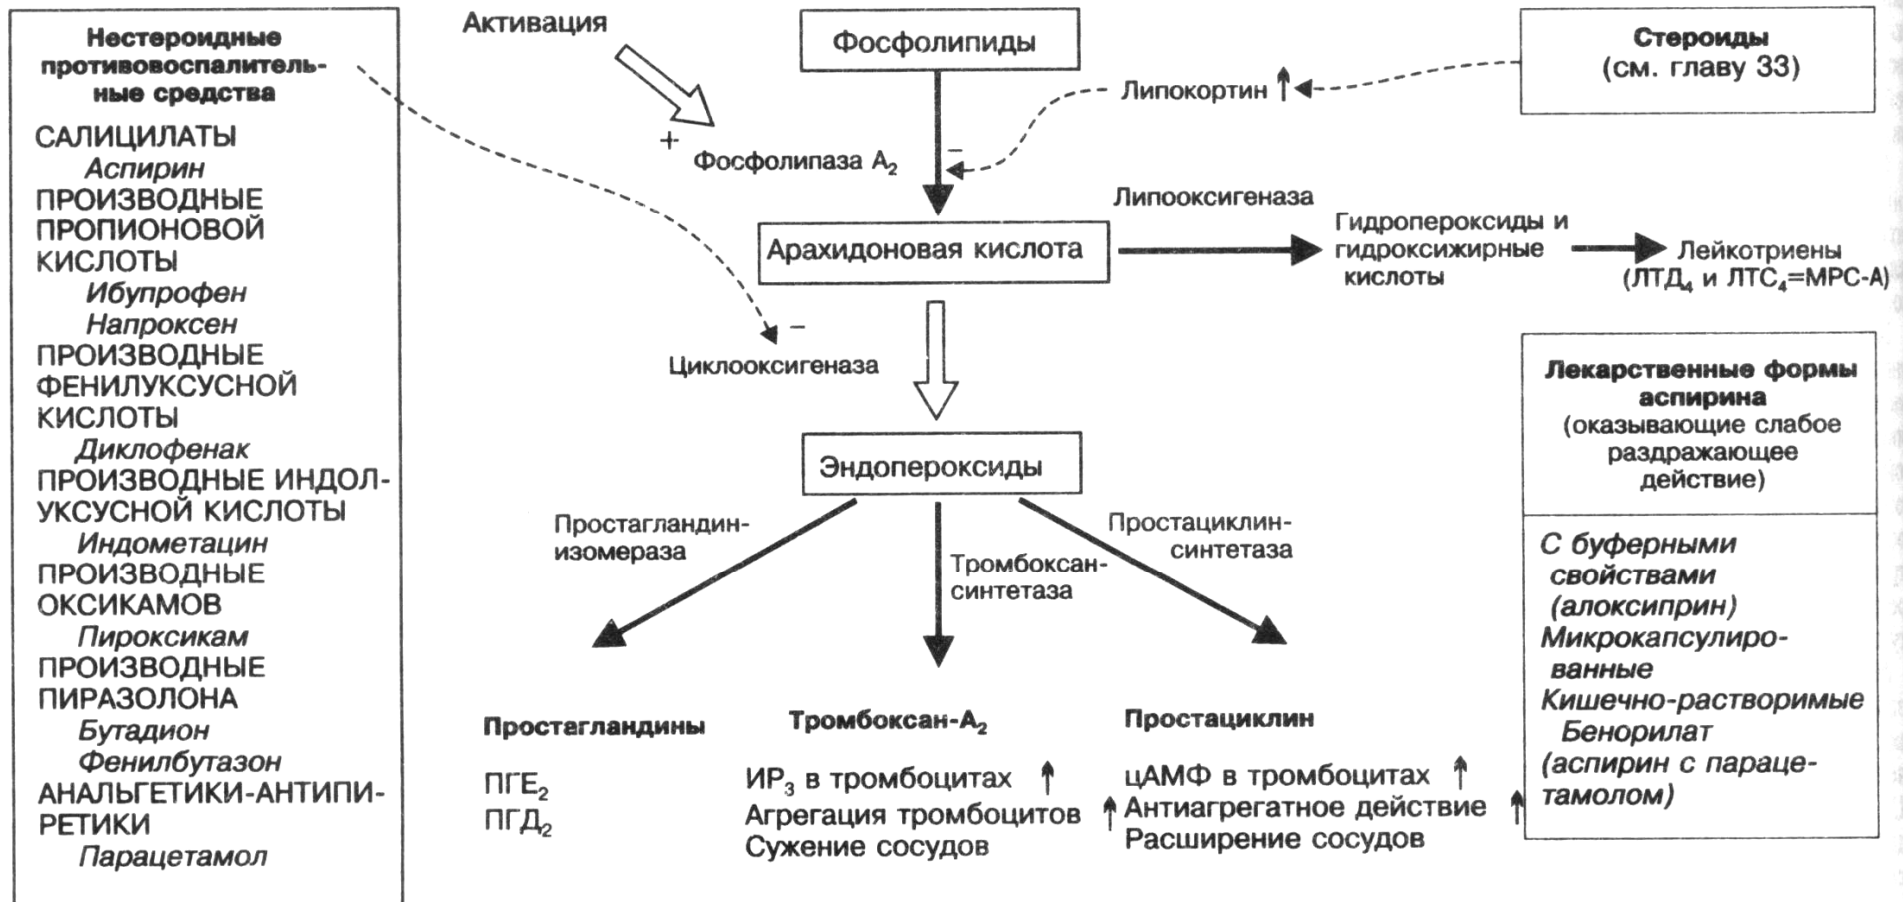 Нестероидные
противовоспалитель-
ные средства
САЛИЦИЛАТЫ
Аспирин
ПРОИЗВОДНЫЕ
ПРОПИОНОВОЙ
КИСЛОТЫ
Ибупрофен
Напроксен
ПРОИЗВОДНЫЕ
ФЕНИЛУКСУСНОЙ
КИСЛОТЫ
Диклофенак
ПРОИЗВОДНЫЕ ИНДОЛ-
УКСУСНОЙ КИСЛОТЫ
Индометацин
ПРОИЗВОДНЫЕ
ОКСИКАМОВ
Пироксикам
ПРОИЗВОДНЫЕ
ПИРАЗОЛОНА
Бутадион
Фенилбутазон
АНАЛЬГЕТИКИ-АНТИПИ-
РЕТИКИ
Парацетамол
Активация
+
Фосфолипиды
Фосфолипаза А₂
–
Липокортин ↑
Стероиды
(см. главу 33)
Арахидоновая кислота
Липооксигеназа
Гидропероксиды и
гидроксижирные
кислоты
Лейкотриены
(ЛТД₄ и ЛТС₄=МРС-А)
–
Циклооксигеназа
Эндопероксиды
Простагландин-
изомераза
Тромбоксан-
синтетаза
Простациклин-
синтетаза
Простагландины
ПГЕ₂
ПГД₂
Тромбоксан-А₂
ИР₃ в тромбоцитах ↑
Агрегация тромбоцитов ↑
Сужение сосудов
Простациклин
цАМФ в тромбоцитах ↑
Антиагрегатное действие ↑
Расширение сосудов
Лекарственные формы
аспирина
(оказывающие слабое
раздражающее
действие)
С буферными
свойствами
(алоксиприн)
Микрокапсулиро-
ванные
Кишечно-растворимые
Бенорилат
(аспирин с параце-
тамолом)